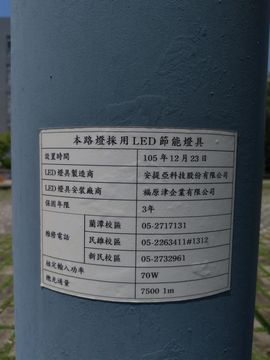 本路燈採用LED節能燈具
設置時間 105年12月23日
LED燈具製造商 安提亞科技股份有限公司
LED燈具安裝廠商 福原津企業有限公司
保固年限 3年
維修電話
蘭潭校區 05-2717131
民雄校區 05-2263411#1312
新民校區 05-2732961
標定輸入功率 70W
總光通量 7500 lm